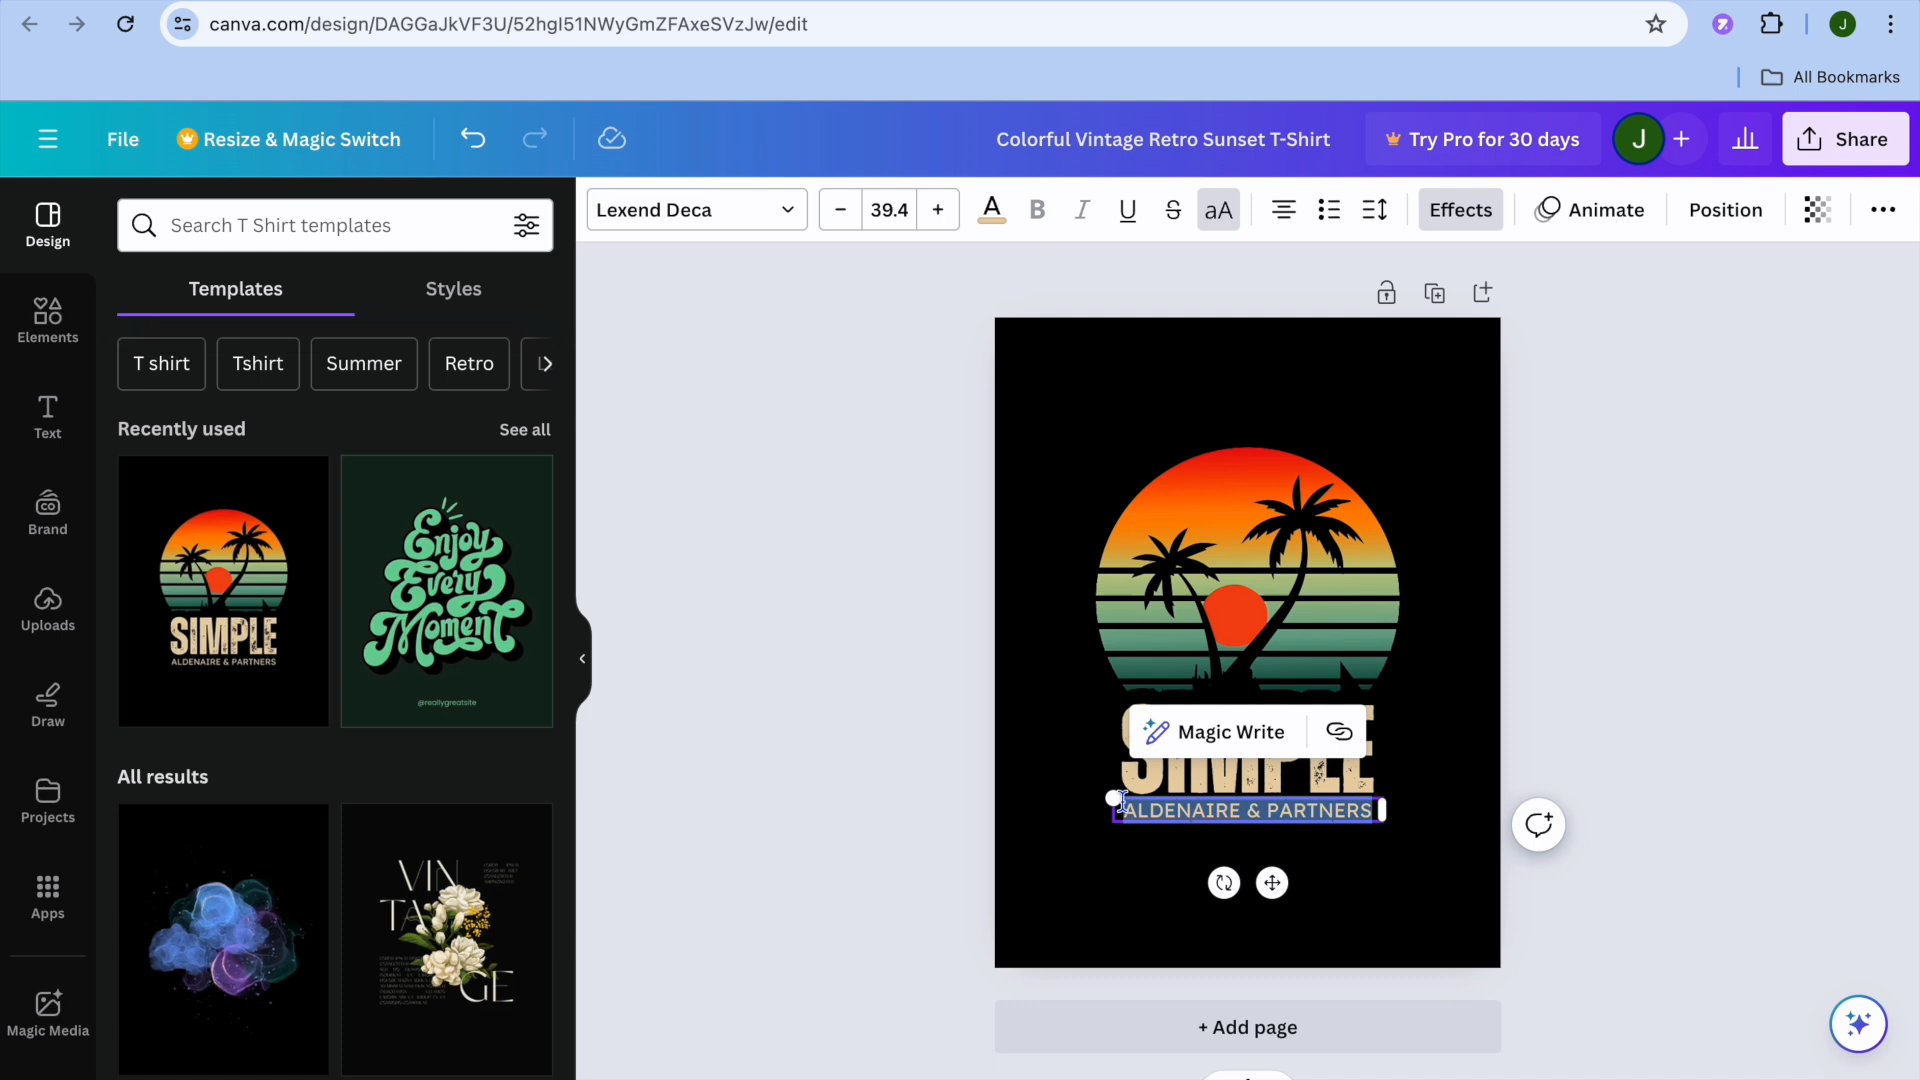 canva.com/design/DAGGaJkVF3U/52hgI51NWyGmZFAxeSVzJw/edit
J
All Bookmarks
File
Resize & Magic Switch
Colorful Vintage Retro Sunset T-Shirt
Try Pro for 30 days
J
Share
Design
Elements
Text
Brand
Uploads
Draw
Projects
Apps
Magic Media
Search T Shirt templates
Templates
Styles
T shirt
Tshirt
Summer
Retro
Recently used
See all
SIMPLE
ALDENAIRE & PARTNERS
Enjoy
Every
Moment
@reallygreatsite
All results
VIN
TA
GE
Lexend Deca
39.4
A
B
I
U
S
aA
Effects
Animate
Position
Magic Write
SIMPLE
ALDENAIRE & PARTNERS
+ Add page